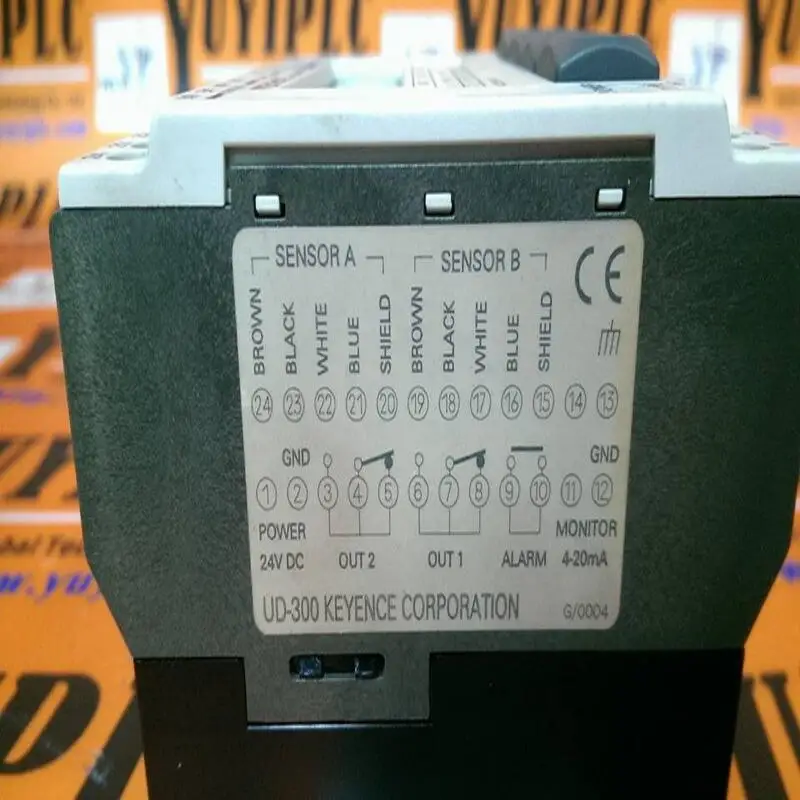 YUYIPLC
SENSOR A SENSOR B CE
BROWN BLACK WHITE BLUE SHIELD BROWN BLACK WHITE BLUE SHIELD
24 23 22 21 20 19 18 17 16 15 14 13
GND GND
1 2 3 4 5 6 7 8 9 10 11 12
POWER MONITOR
24V DC OUT 2 OUT 1 ALARM 4-20mA
UD-300 KEYENCE CORPORATION G/0004